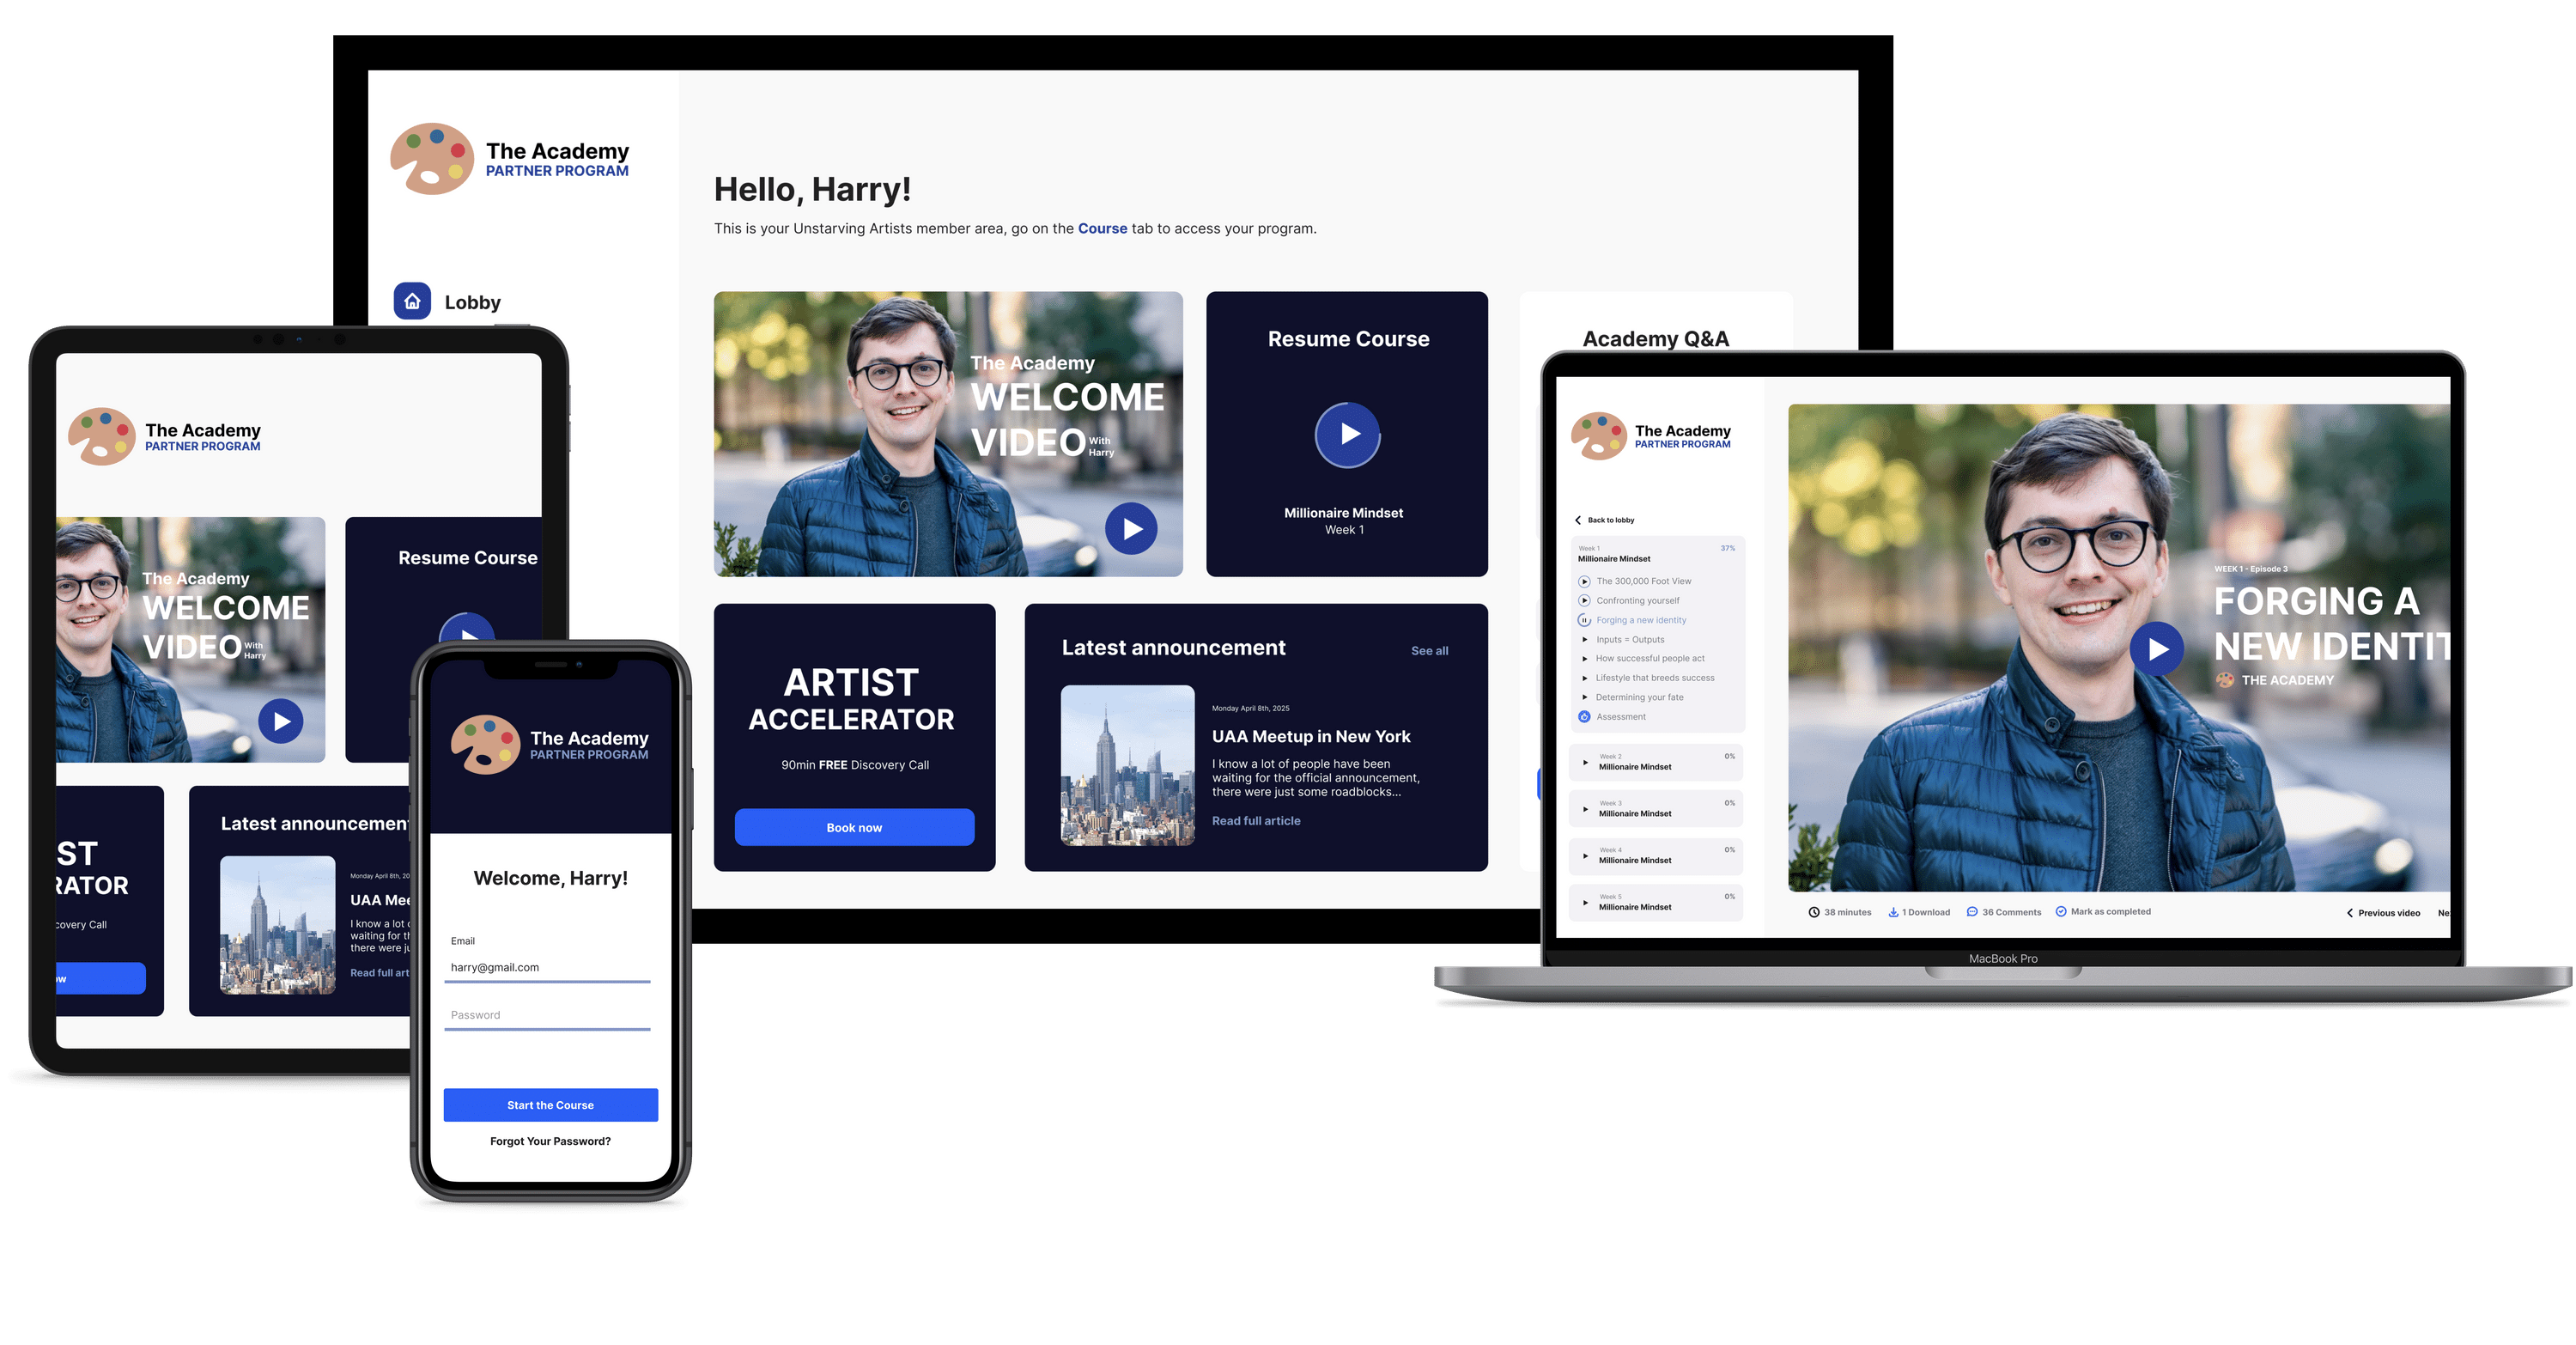 The Academy
PARTNER PROGRAM
Hello, Harry!
This is your Unstarving Artists member area, go on the Course tab to access your program.
Lobby
The Academy
WELCOME
VIDEO
With
Harry
Resume Course
Millionaire Mindset
Week 1
Academy Q&A
ARTIST
ACCELERATOR
90min FREE Discovery Call
Book now
Latest announcement
See all
Monday April 8th, 2025
UAA Meetup in New York
I know a lot of people have been
waiting for the official announcement,
there were just some roadblocks...
Read full article
The Academy
PARTNER PROGRAM
The Academy
WELCOME
VIDEO
With
Harry
Resume Course
ST
RATOR
covery Call
ow
Latest announcement
Monday April 8th, 20
UAA Mee
I know a lot o
waiting for th
there were ju
Read full art
The Academy
PARTNER PROGRAM
Welcome, Harry!
Email
harry@gmail.com
Password
Start the Course
Forgot Your Password?
The Academy
PARTNER PROGRAM
Back to lobby
Week 1
37%
Millionaire Mindset
The 300,000 Foot View
Confronting yourself
Forging a new identity
Inputs = Outputs
How successful people act
Lifestyle that breeds success
Determining your fate
Assessment
Week 2
0%
Millionaire Mindset
Week 3
0%
Millionaire Mindset
Week 4
0%
Millionaire Mindset
Week 5
0%
Millionaire Mindset
WEEK 1 - Episode 3
FORGING A
NEW IDENTIT
THE ACADEMY
38 minutes
1 Download
36 Comments
Mark as completed
Previous video
Ne
MacBook Pro